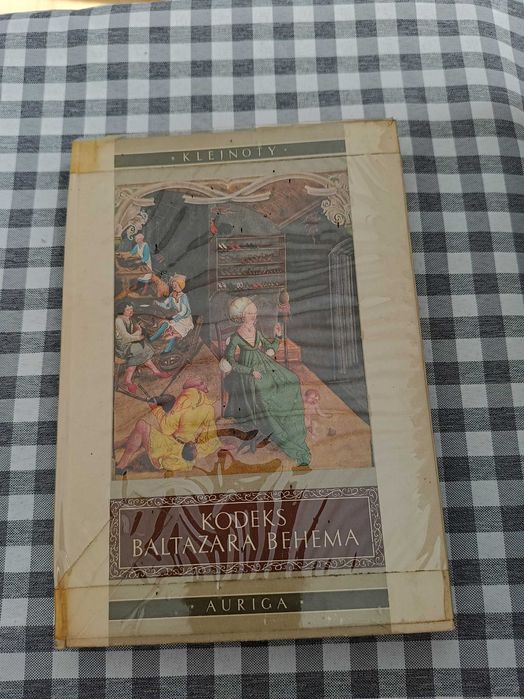 • KLEJNOTY •
KODEKS
BALTAZARA BEHEMA
• AURIGA •